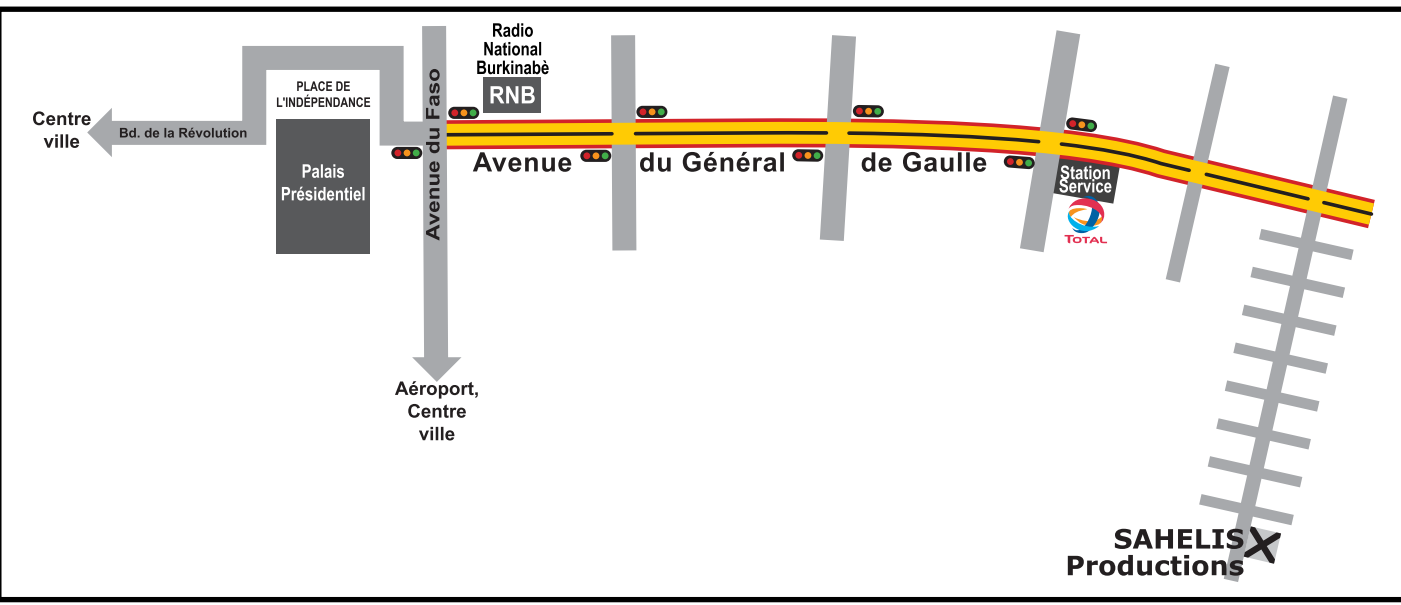 Centre
ville
Bd. de la Révolution
PLACE DE
L'INDÉPENDANCE
Palais
Présidentiel
Avenue du Faso
Aéroport,
Centre
ville
Radio
National
Burkinabè
RNB
Avenue du Général de Gaulle
Station
Service
TOTAL
SAHELIS
Productions